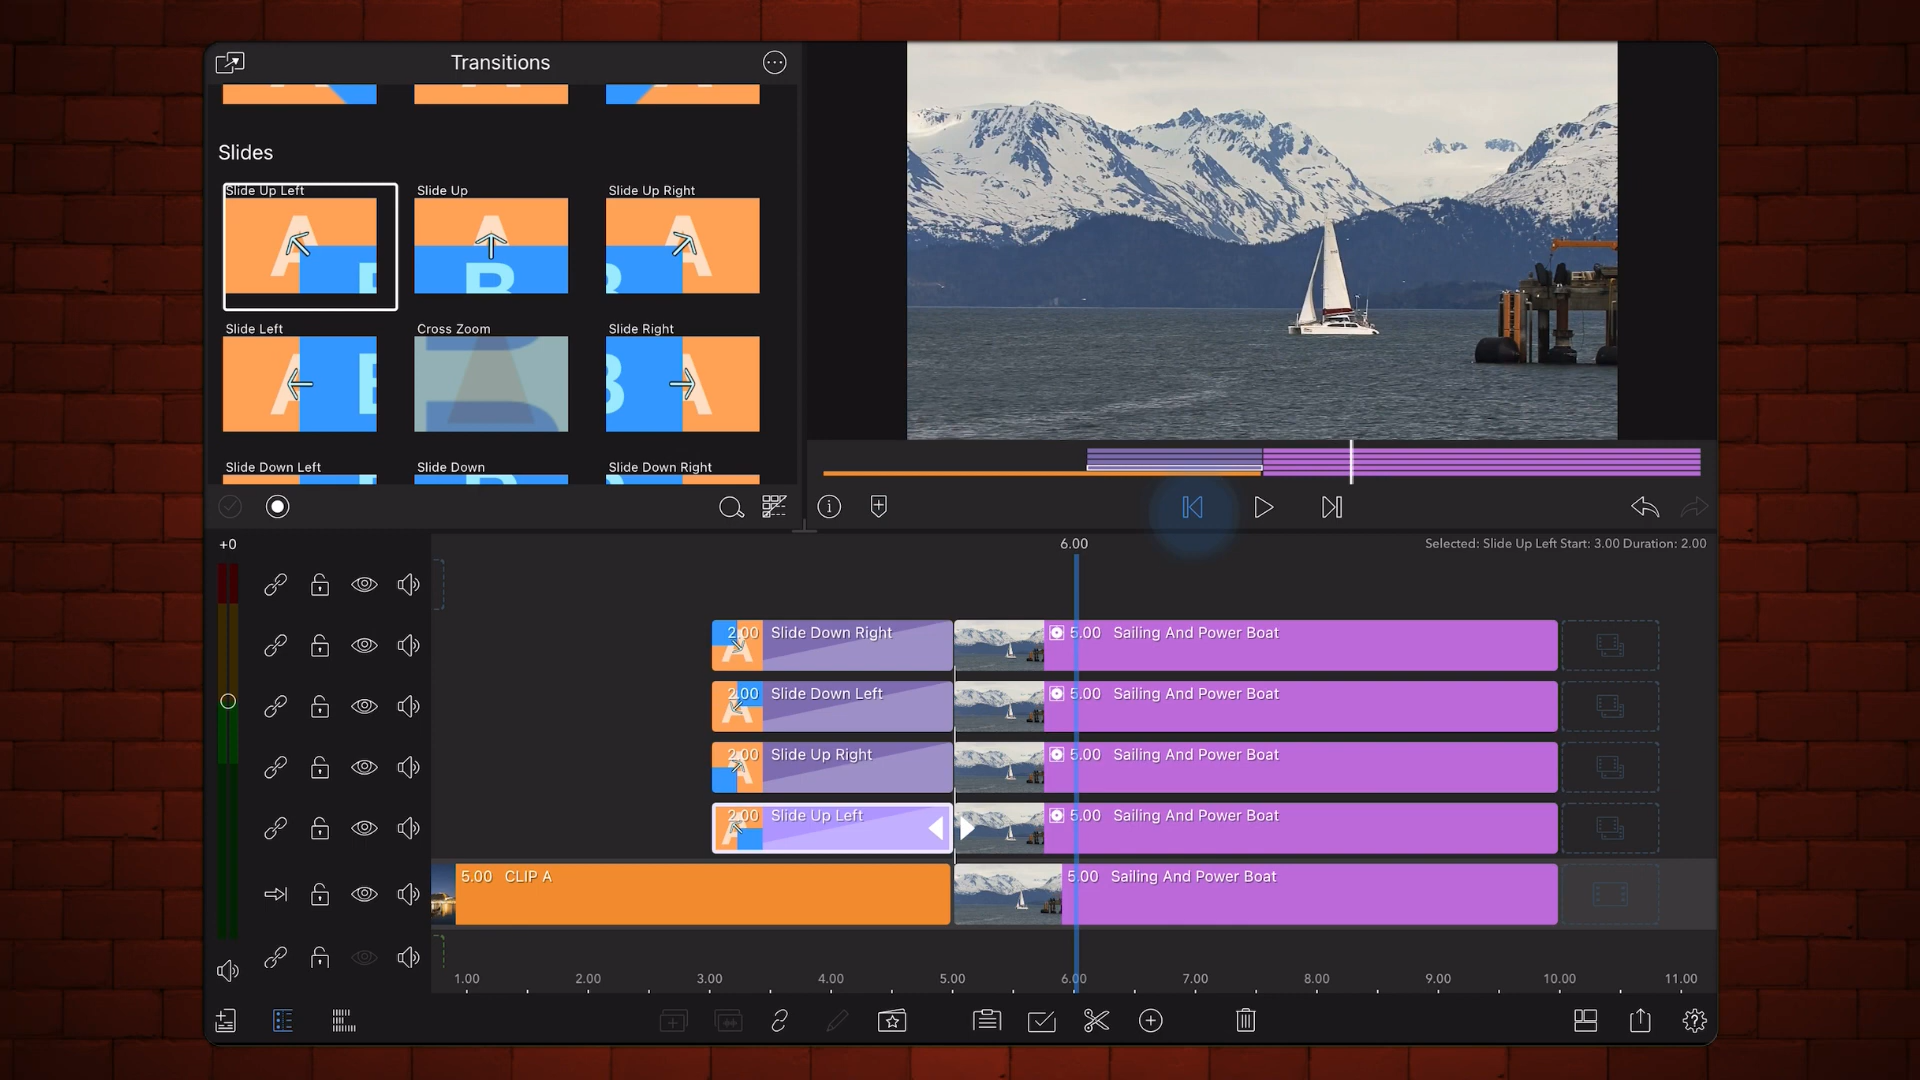 Transitions
Slides
Slide Up Left
Slide Up
Slide Up Right
A
B
A
B
A
B
Slide Left
Cross Zoom
Slide Right
A
B
A
B
B
A
Slide Down Left
Slide Down
Slide Down Right
+0
6.00
Selected: Slide Up Left Start: 3.00 Duration: 2.00
2.00 Slide Down Right
5.00 Sailing And Power Boat
2.00 Slide Down Left
5.00 Sailing And Power Boat
2.00 Slide Up Right
5.00 Sailing And Power Boat
2.00 Slide Up Left
5.00 Sailing And Power Boat
5.00 CLIP A
5.00 Sailing And Power Boat
1.00 2.00 3.00 4.00 5.00 6.00 7.00 8.00 9.00 10.00 11.00